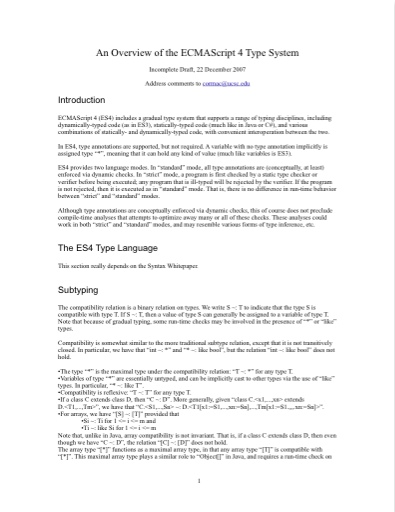 An Overview of the ECMAScript 4 Type System
Incomplete Draft, 22 December 2007
Address comments to cormac@ucsc.edu
Introduction
ECMAScript 4 (ES4) includes a gradual type system that supports a range of typing disciplines, including
dynamically-typed code (as in ES3), statically-typed code (much like in Java or C#), and various
combinations of statically- and dynamically-typed code, with convenient interoperation between the two.
In ES4, type annotations are supported, but not required. A variable with no type annotation implicitly is
assigned type "*", meaning that it can hold any kind of value (much like variables is ES3).
ES4 provides two language modes. In "standard" mode, all type annotations are (conceptually, at least)
enforced via dynamic checks. In "strict" mode, a program is first checked by a static type checker or
verifier before being executed; any program that is ill-typed will be rejected by the verifier. If the program
is not rejected, then it is executed as in "standard" mode. That is, there is no difference in run-time behavior
between "strict" and "standard" modes.
Although type annotations are conceptually enforced via dynamic checks, this of course does not preclude
compile-time analyses that attempt to optimize away many or all of these checks. These analyses could
work in both "strict" and "standard" modes, and may resemble various forms of type inference, etc.
The ES4 Type Language
This section really depends on the Syntax Whitepaper.
Subtyping
The compatibility relation is a binary relation on types. We write S ~: T to indicate that the type S is
compatible with type T. If S ~: T, then a value of type S can generally be assigned to a variable of type T.
Note that because of gradual typing, some run-time checks may be involved in the presence of "*" or "like"
types.
Compatibility is somewhat similar to the more traditional subtype relation, except that it is not transitively
closed. In particular, we have that "int ~: *" and "* ~: like bool", but the relation "int ~: like bool" does not
hold.
•The type "*" is the maximal type under the compatibility relation: "T ~: *" for any type T.
•Variables of type "*" are essentially untyped, and can be implicitly cast to other types via the use of "like"
types. In particular, "* ~: like T".
•Compatibility is reflexive: "T ~: T" for any type T.
•If a class C extends class D, then "C ~: D". More generally, given "class C.<x1,...,xn> extends
D.<T1,...,Tm>", we have that "C.<S1,...,Sn> ~: D.<T1[x1:=S1,...,xn:=Sn],...,Tm[x1:=S1,...,xn:=Sn]>".
•For arrays, we have "[S] ~: [T]" provided that
•Si ~: Ti for 1 <= i <= m and
•Ti ~: like Si for 1 <= i <= m
Note that, unlike in Java, array compatibility is not invariant. That is, if a class C extends class D, then even
though we have "C ~: D", the relation "[C] ~: [D]" does not hold.
The array type "[*]" functions as a maximal array type, in that any array type "[T]" is compatible with
"[*]". This maximal array type plays a similar role to "Object[]" in Java, and requires a run-time check on
1